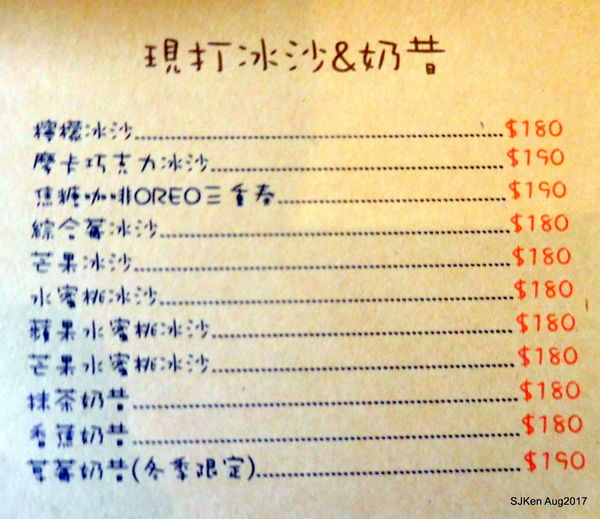 現打冰沙&奶昔
檸檬冰沙 $180
摩卡巧克力冰沙 $190
焦糖咖啡OREO三重奏 $190
綜合莓冰沙 $180
芒果冰沙 $180
水蜜桃冰沙 $180
蘋果水蜜桃冰沙 $180
芒果水蜜桃冰沙 $180
抹茶奶昔 $180
香蕉奶昔 $180
草莓奶昔(冬季限定) $190
SJKen Aug2017